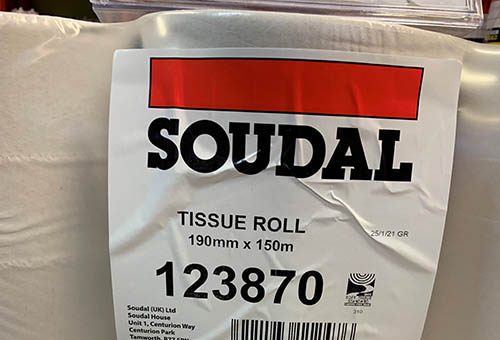 SOUDAL
TISSUE ROLL
190mm x 150m
25/1/21 GR
123870
310
Soudal (UK) Ltd
Soudal House
Unit 1, Centurion Way
Centurion Park
Tamworth,